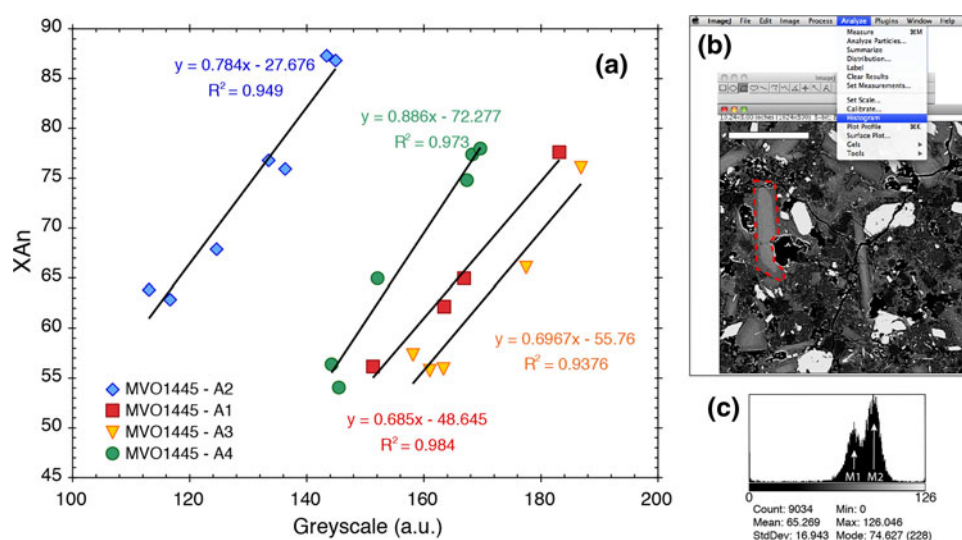 90
85
80
75
70
65
60
55
50
45
XAn
(a)
y = 0.784x - 27.676
R² = 0.949
y = 0.886x - 72.277
R² = 0.973
y = 0.6967x - 55.76
R² = 0.9376
y = 0.685x - 48.645
R² = 0.984
MVO1445 - A2
MVO1445 - A1
MVO1445 - A3
MVO1445 - A4
100 120 140 160 180 200
Greyscale (a.u.)
(b)
ImageJ File Edit Image Process Analyze Plugins Window Help
Measure ⌘M
Analyze Particles...
Summarize
Distribution...
Label
Clear Results
Set Measurements...
Set Scale...
Calibrate...
Histogram
Plot Profile ⌘K
Surface Plot...
Gels
Tools
ImageJ
(c)
M1 M2
0 126
Count: 9034 Min: 0
Mean: 65.269 Max: 126.046
StdDev: 16.943 Mode: 74.627 (228)